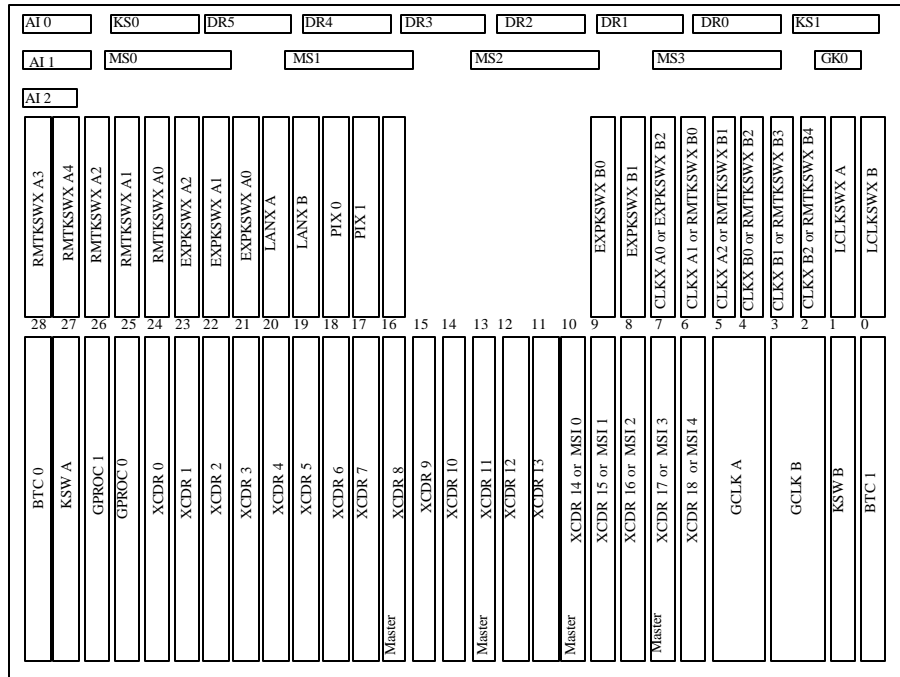 AI 0 KS0 DR5 DR4 DR3 DR2 DR1 DR0 KS1
AI 1 MS0 MS1 MS2 MS3 GK0
AI 2
RMTKSWX A3
RMTKSWX A4
RMTKSWX A2
RMTKSWX A1
RMTKSWX A0
EXPKSWX A2
EXPKSWX A1
EXPKSWX A0
LANX A
LANX B
PIX 0
PIX 1
EXPKSWX B0
EXPKSWX B1
CLKX A0 or EXPKSWX B2
CLKX A1 or RMTKSWX B0
CLKX A2 or RMTKSWX B1
CLKX B0 or RMTKSWX B2
CLKX B1 or RMTKSWX B3
CLKX B2 or RMTKSWX B4
LCLKSWX A
LCLKSWX B
28 27 26 25 24 23 22 21 20 19 18 17 16 15 14 13 12 11 10 9 8 7 6 5 4 3 2 1 0
BTC 0
KSW A
GPROC 1
GPROC 0
XCDR 0
XCDR 1
XCDR 2
XCDR 3
XCDR 4
XCDR 5
XCDR 6
XCDR 7
Master XCDR 8
XCDR 9
XCDR 10
Master XCDR 11
XCDR 12
XCDR 13
Master XCDR 14 or MSI 0
XCDR 15 or MSI 1
XCDR 16 or MSI 2
Master XCDR 17 or MSI 3
XCDR 18 or MSI 4
GCLK A
GCLK B
KSW B
BTC 1